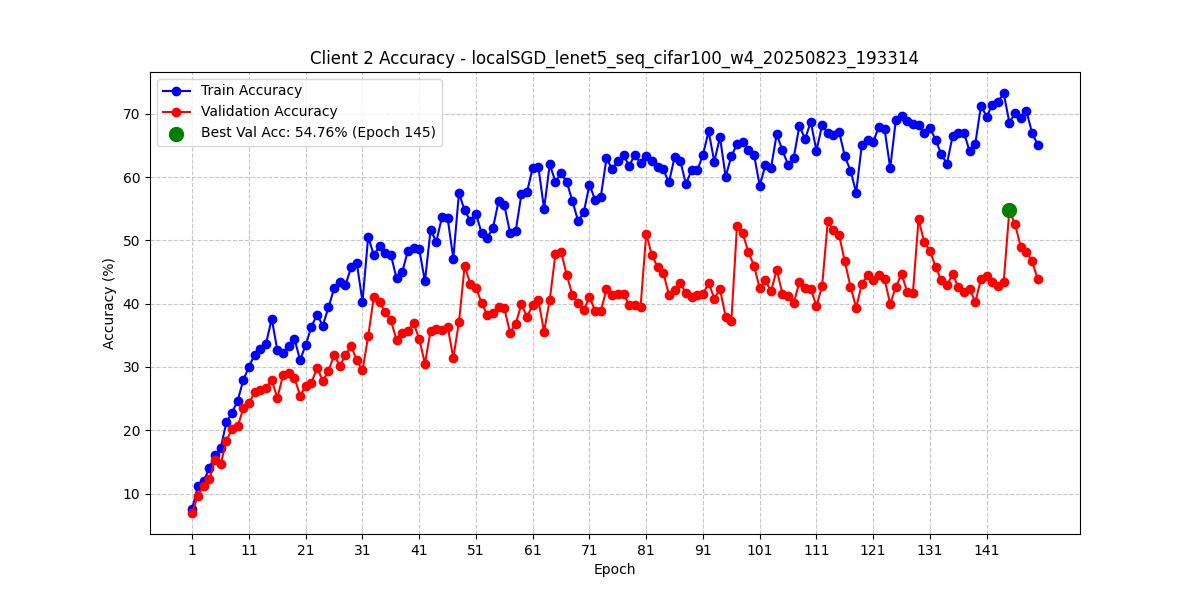 Client 2 Accuracy - localSGD_lenet5_seq_cifar100_w4_20250823_193314
Train Accuracy
Validation Accuracy
Best Val Acc: 54.76% (Epoch 145)
70
60
50
40
30
20
10
Accuracy (%)
1 11 21 31 41 51 61 71 81 91 101 111 121 131 141
Epoch